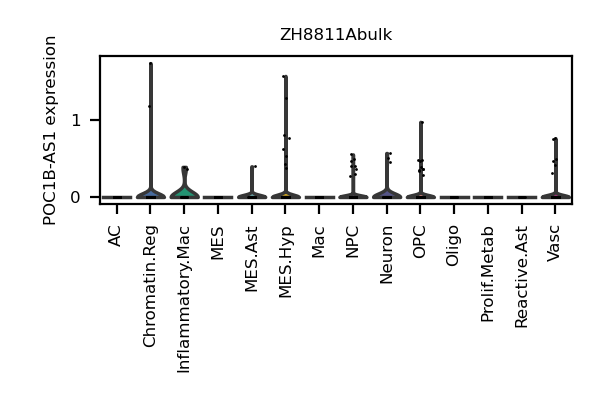 ZH8811Abulk
POC1B-AS1 expression
1
0
AC
Chromatin.Reg
Inflammatory.Mac
MES
MES.Ast
MES.Hyp
Mac
NPC
Neuron
OPC
Oligo
Prolif.Metab
Reactive.Ast
Vasc